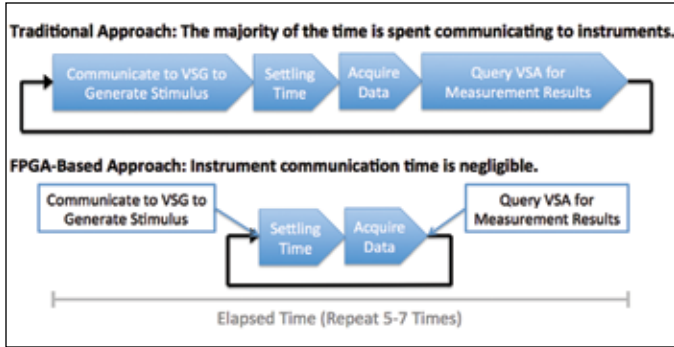 Traditional Approach: The majority of the time is spent communicating to instruments.
Communicate to VSG to
Generate Stimulus
Settling
Time
Acquire
Data
Query VSA for
Measurement Results
FPGA-Based Approach: Instrument communication time is negligible.
Communicate to VSG to
Generate Stimulus
Settling
Time
Acquire
Data
Query VSA for
Measurement Results
Elapsed Time (Repeat 5-7 Times)